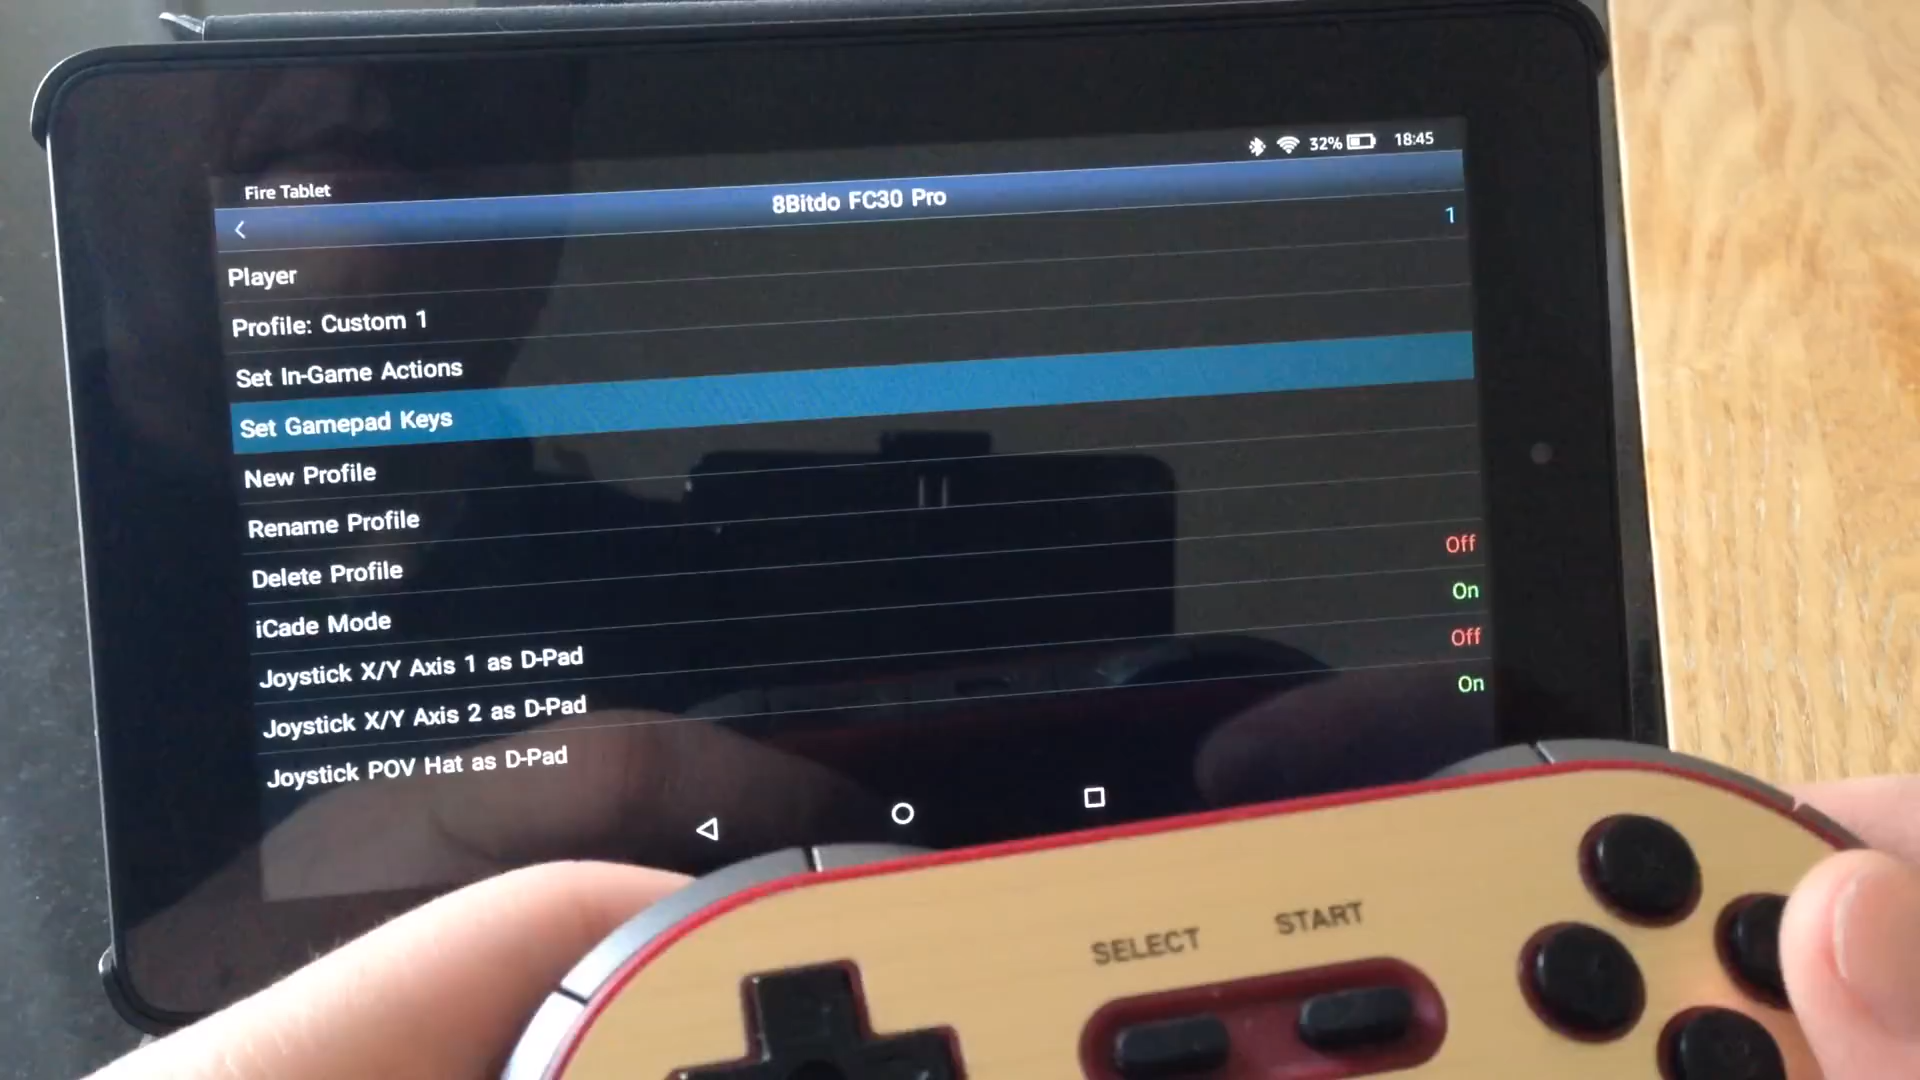 Fire Tablet
32%
18:45
8Bitdo FC30 Pro
Player
1
Profile: Custom 1
Set In-Game Actions
Set Gamepad Keys
New Profile
Rename Profile
Delete Profile
iCade Mode
Off
Joystick X/Y Axis 1 as D-Pad
On
Joystick X/Y Axis 2 as D-Pad
Off
Joystick POV Hat as D-Pad
On
SELECT
START